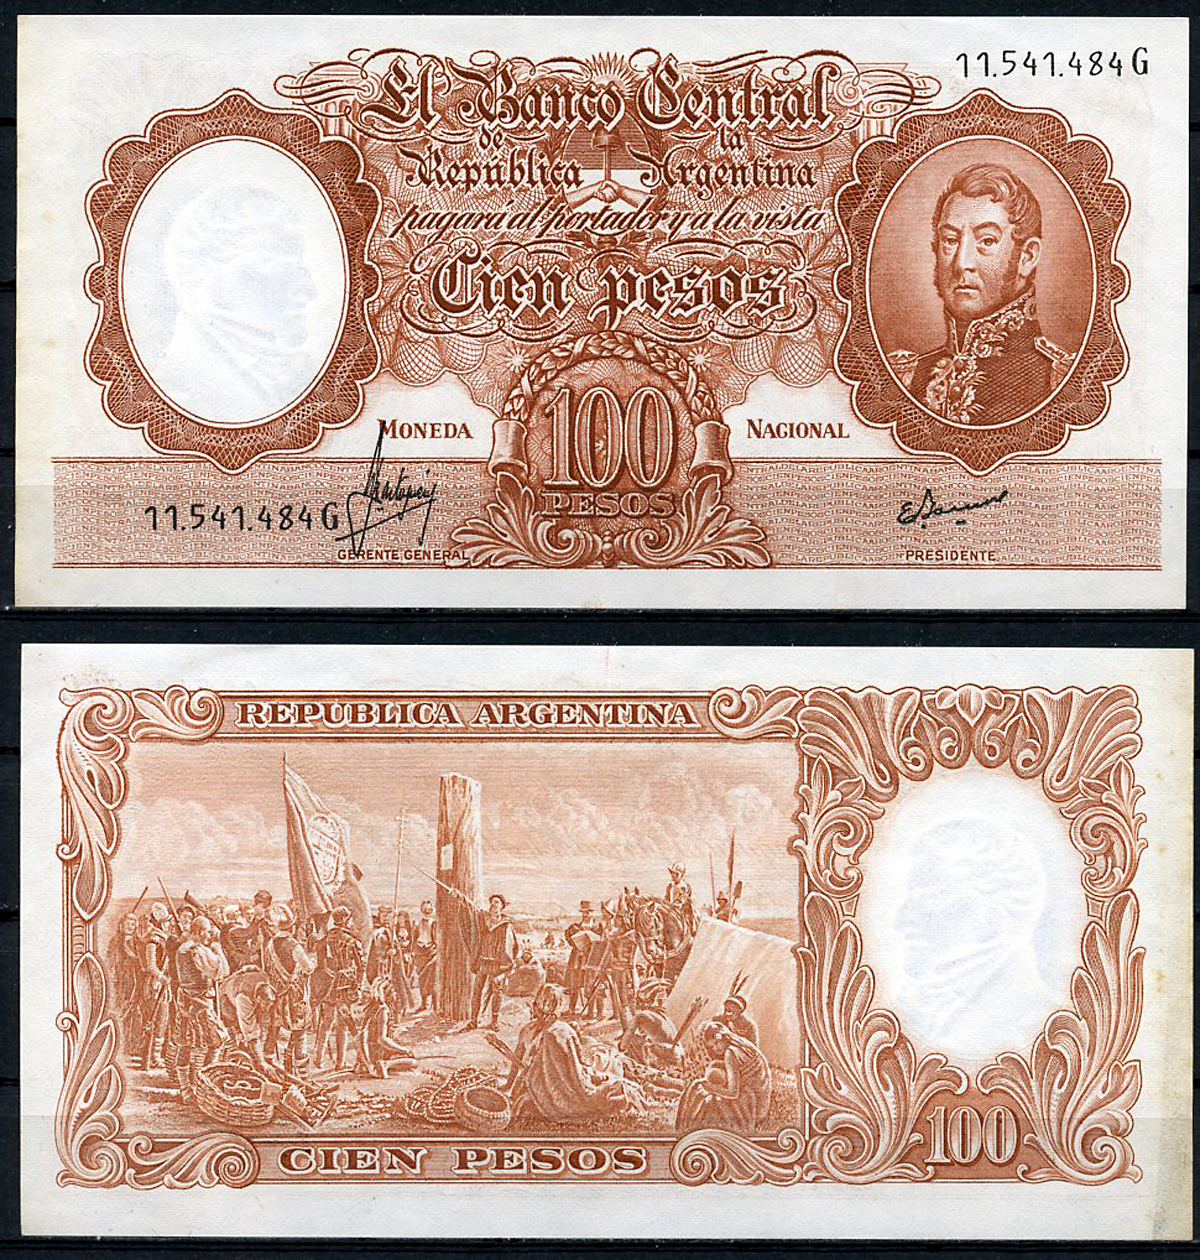 11.541.484 G
El Banco Central
de la
República Argentina
pagará al portador y a la vista
Cien pesos
MONEDA NACIONAL
100
PESOS
11.541.484 G
GERENTE GENERAL
PRESIDENTE
REPUBLICA ARGENTINA
100
CIEN PESOS